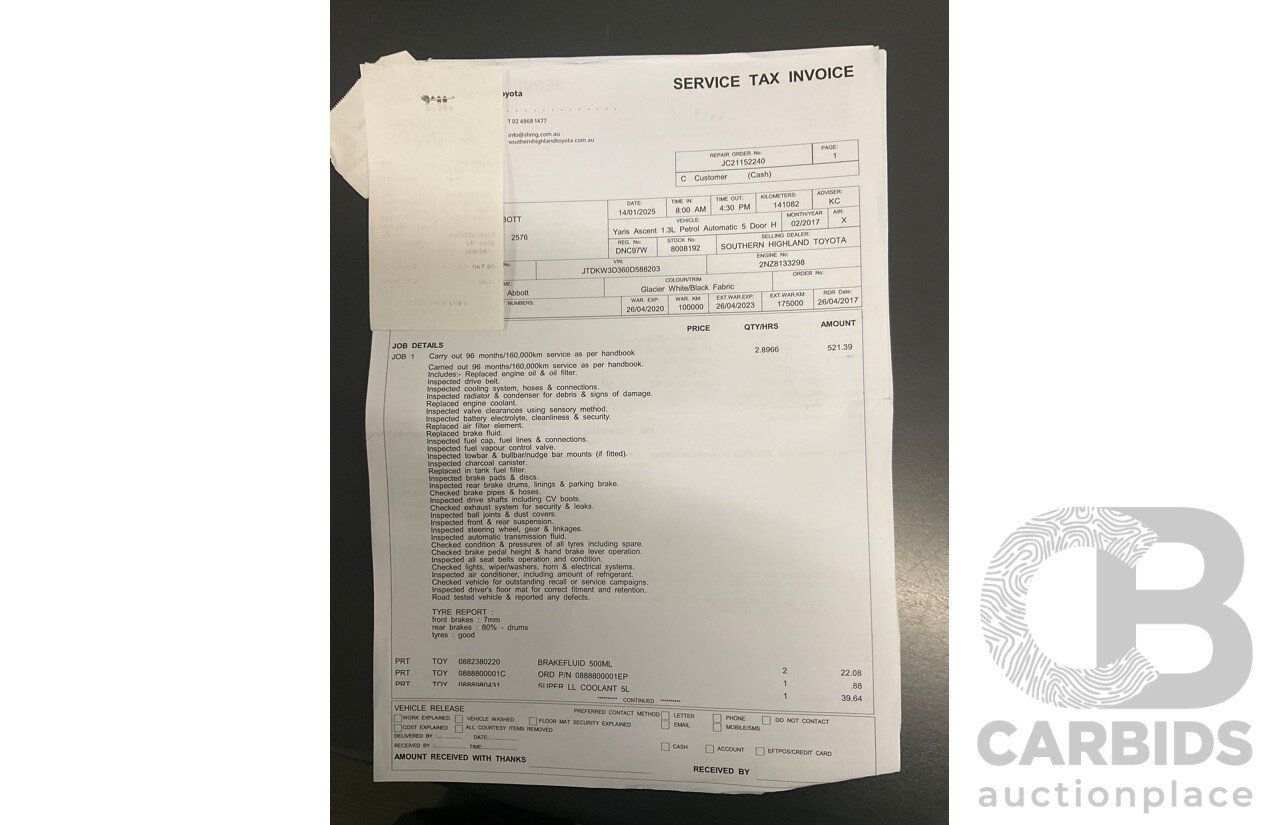 SERVICE TAX INVOICE
oyota
T 02 4868 1477
info@shmg.com.au
southernhighlandtoyota.com.au
REPAIR ORDER No: JC21152240
PAGE: 1
C Customer (Cash)
DATE: 14/01/2025
TIME IN: 8:00 AM
TIME OUT: 4:30 PM
KILOMETERS: 141082
ADVISER: KC
BOTT
2576
VEHICLE: Yaris Ascent 1.3L Petrol Automatic 5 Door H
MONTH/YEAR 02/2017
AIR: X
REG. No: DNC97W
STOCK No: 8008192
SELLING DEALER: SOUTHERN HIGHLAND TOYOTA
No:
VIN: JTDKW3D360D588203
ENGINE No: 2NZ8133298
ME: Abbott
COLOUR/TRIM Glacier White/Black Fabric
ORDER No:
NUMBERS:
WAR. EXP: 26/04/2020
WAR. KM: 100000
EXT.WAR.EXP: 26/04/2023
EXT.WAR.KM: 175000
RDR Date: 26/04/2017
PRICE QTY/HRS AMOUNT
JOB DETAILS
JOB 1 Carry out 96 months/160,000km service as per handbook 2.8966 521.39
Carried out 96 months/160,000km service as per handbook.
Includes:- Replaced engine oil & oil filter.
Inspected drive belt.
Inspected cooling system, hoses & connections.
Inspected radiator & condenser for debris & signs of damage.
Replaced engine coolant.
Inspected valve clearances using sensory method.
Inspected battery electrolyte, cleanliness & security.
Replaced air filter element.
Replaced brake fluid.
Inspected fuel cap, fuel lines & connections.
Inspected fuel vapour control valve.
Inspected towbar & bullbar/nudge bar mounts (if fitted).
Inspected charcoal canister.
Replaced in tank fuel filter.
Inspected brake pads & discs.
Inspected rear brake drums, linings & parking brake.
Checked brake pipes & hoses.
Inspected drive shafts including CV boots.
Checked exhaust system for security & leaks.
Inspected ball joints & dust covers.
Inspected front & rear suspension.
Inspected steering wheel, gear & linkages.
Inspected automatic transmission fluid.
Checked condition & pressures of all tyres including spare.
Checked brake pedal height & hand brake lever operation.
Inspected all seat belts operation and condition.
Checked lights, wiper/washers, horn & electrical systems.
Inspected air conditioner, including amount of refrigerant.
Checked vehicle for outstanding recall or service campaigns.
Inspected driver's floor mat for correct fitment and retention.
Road tested vehicle & reported any defects.
TYRE REPORT :
front brakes : 7mm
rear brakes : 80% - drums
tyres : good
PRT TOY 0882380220 BRAKEFLUID 500ML 2 22.08
PRT TOY 0888800001C ORD P/N 0888800001EP 1 .88
PRT TOY 0888980431 SUPER LL COOLANT 5L 1 39.64
********** CONTINUED **********
VEHICLE RELEASE
PREFERRED CONTACT METHOD LETTER PHONE DO NOT CONTACT
WORK EXPLAINED VEHICLE WASHED FLOOR MAT SECURITY EXPLAINED EMAIL MOBILE/SMS
COST EXPLAINED ALL COURTESY ITEMS REMOVED
DELIVERED BY : DATE:
RECEIVED BY : TIME:
CASH ACCOUNT EFTPOS/CREDIT CARD
AMOUNT RECEIVED WITH THANKS RECEIVED BY
CB
CARBIDS
auctionplace